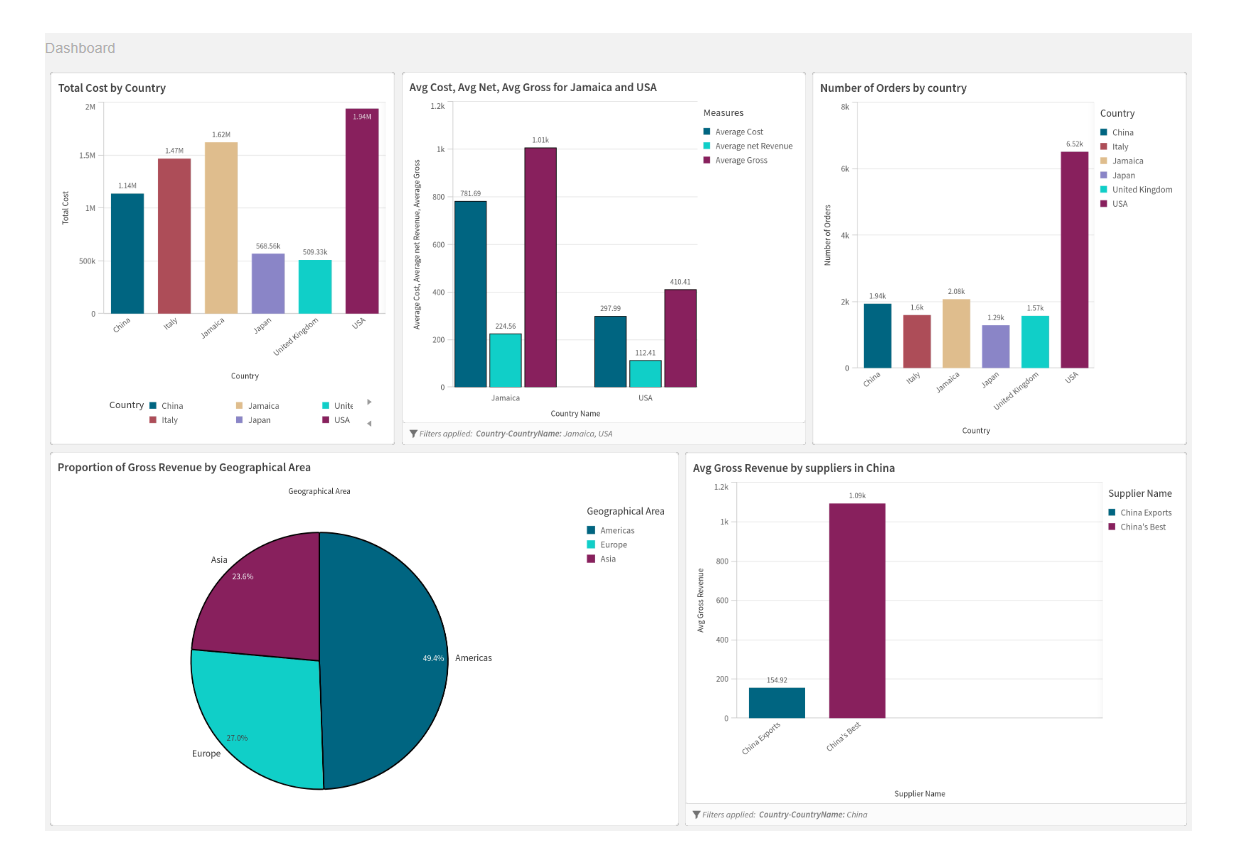 Dashboard
Total Cost by Country
2M
1.5M
1M
500k
0
Total Cost
1.14M
1.47M
1.62M
568.56k
509.33k
1.94M
China
Italy
Jamaica
Japan
United Kingdom
USA
Country
Country
China
Jamaica
Unite
Italy
Japan
USA
Avg Cost, Avg Net, Avg Gross for Jamaica and USA
1.2k
1k
800
600
400
200
0
Average Cost, Average net Revenue, Average Gross
781.69
224.56
1.01k
297.99
112.41
410.41
Jamaica
USA
Country Name
Measures
Average Cost
Average net Revenue
Average Gross
Filters applied: Country-CountryName: Jamaica, USA
Number of Orders by country
8k
6k
4k
2k
0
Number of Orders
1.94k
1.6k
2.08k
1.29k
1.57k
6.52k
China
Italy
Jamaica
Japan
United Kingdom
USA
Country
Country
China
Italy
Jamaica
Japan
United Kingdom
USA
Proportion of Gross Revenue by Geographical Area
Geographical Area
Asia
23.6%
49.4%
Americas
27.0%
Europe
Geographical Area
Americas
Europe
Asia
Avg Gross Revenue by suppliers in China
1.2k
1k
800
600
400
200
0
Avg Gross Revenue
154.92
1.09k
China Exports
China's Best
Supplier Name
Supplier Name
China Exports
China's Best
Filters applied: Country-CountryName: China